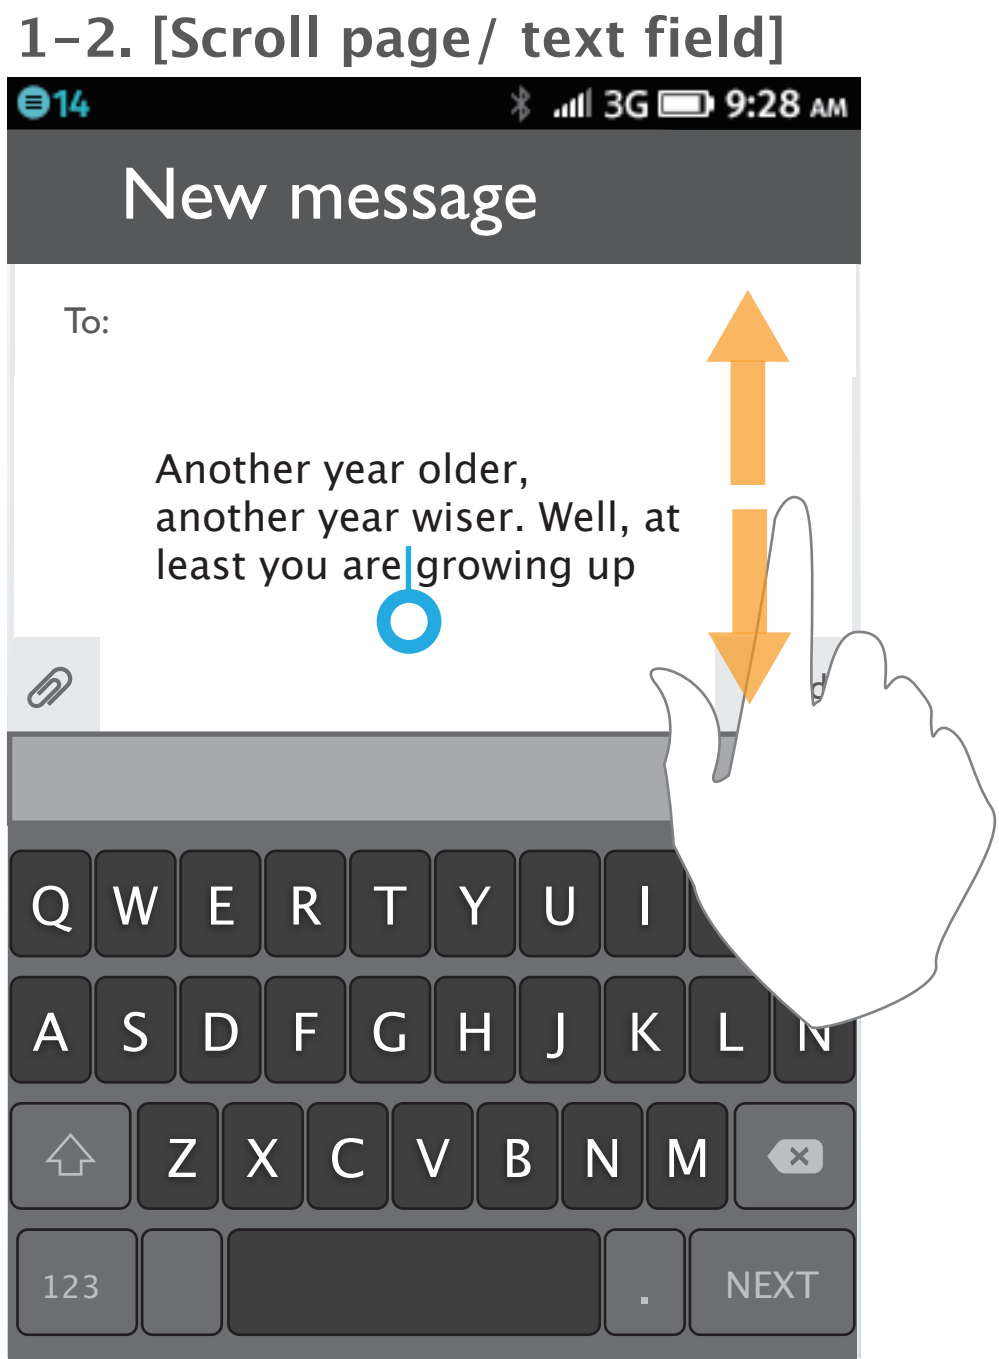 1-2. [Scroll page/ text field]
14 3G 9:28 AM
New message
To:
Another year older,
another year wiser. Well, at
least you are growing up
Q W E R T Y U I
A S D F G H J K L N
Z X C V B N M
123 . NEXT